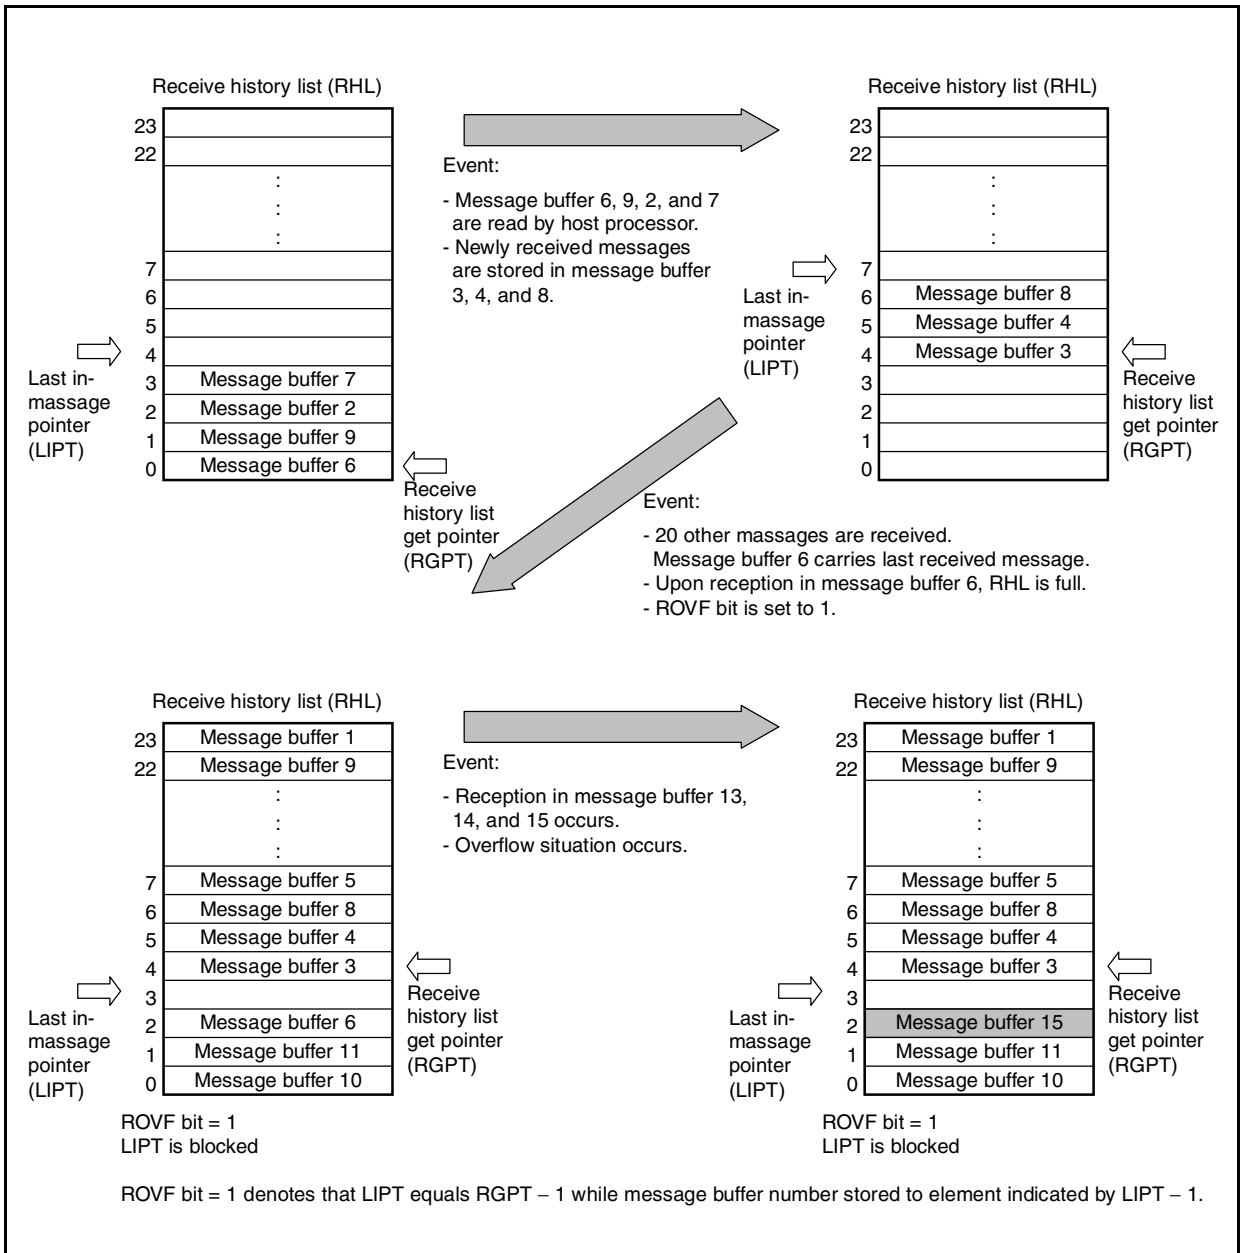 Receive history list (RHL)
23
22
:
:
:
7
6
5
4
3 Message buffer 7
2 Message buffer 2
1 Message buffer 9
0 Message buffer 6
Last in-
massage
pointer
(LIPT)
Receive
history list
get pointer
(RGPT)
Event:
- Message buffer 6, 9, 2, and 7
are read by host processor.
- Newly received messages
are stored in message buffer
3, 4, and 8.
Receive history list (RHL)
23
22
:
:
:
7
6 Message buffer 8
5 Message buffer 4
4 Message buffer 3
3
2
1
0
Last in-
massage
pointer
(LIPT)
Receive
history list
get pointer
(RGPT)
Event:
- 20 other massages are received.
Message buffer 6 carries last received message.
- Upon reception in message buffer 6, RHL is full.
- ROVF bit is set to 1.
Receive history list (RHL)
23 Message buffer 1
22 Message buffer 9
:
:
:
7 Message buffer 5
6 Message buffer 8
5 Message buffer 4
4 Message buffer 3
3
2 Message buffer 6
1 Message buffer 11
0 Message buffer 10
Last in-
massage
pointer
(LIPT)
Receive
history list
get pointer
(RGPT)
ROVF bit = 1
LIPT is blocked
Event:
- Reception in message buffer 13,
14, and 15 occurs.
- Overflow situation occurs.
Receive history list (RHL)
23 Message buffer 1
22 Message buffer 9
:
:
:
7 Message buffer 5
6 Message buffer 8
5 Message buffer 4
4 Message buffer 3
3
2 Message buffer 15
1 Message buffer 11
0 Message buffer 10
Last in-
massage
pointer
(LIPT)
Receive
history list
get pointer
(RGPT)
ROVF bit = 1
LIPT is blocked
ROVF bit = 1 denotes that LIPT equals RGPT − 1 while message buffer number stored to element indicated by LIPT − 1.